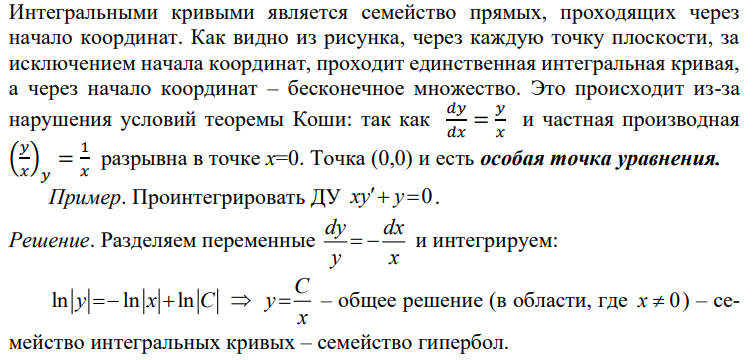 Интегральными кривыми является семейство прямых, проходящих через
начало координат. Как видно из рисунка, через каждую точку плоскости, за
исключением начала координат, проходит единственная интегральная кривая,
а через начало координат – бесконечное множество. Это происходит из-за
нарушения условий теоремы Коши: так как $\frac{dy}{dx} = \frac{y}{x}$ и частная производная
$\left(\frac{y}{x}\right)_y = \frac{1}{x}$ разрывна в точке x=0. Точка (0,0) и есть особая точка уравнения.
Пример. Проинтегрировать ДУ $xy' + y = 0$.
Решение. Разделяем переменные $\frac{dy}{y} = -\frac{dx}{x}$ и интегрируем:
$\ln|y| = -\ln|x| + \ln|C| \Rightarrow y = \frac{C}{x}$ – общее решение (в области, где $x \neq 0$) – се-
мейство интегральных кривых – семейство гипербол.